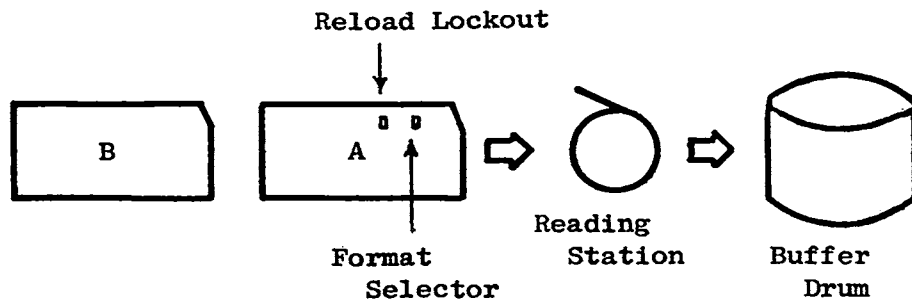 Reload Lockout
B
A
Reading
Station
Format
Selector
Buffer
Drum